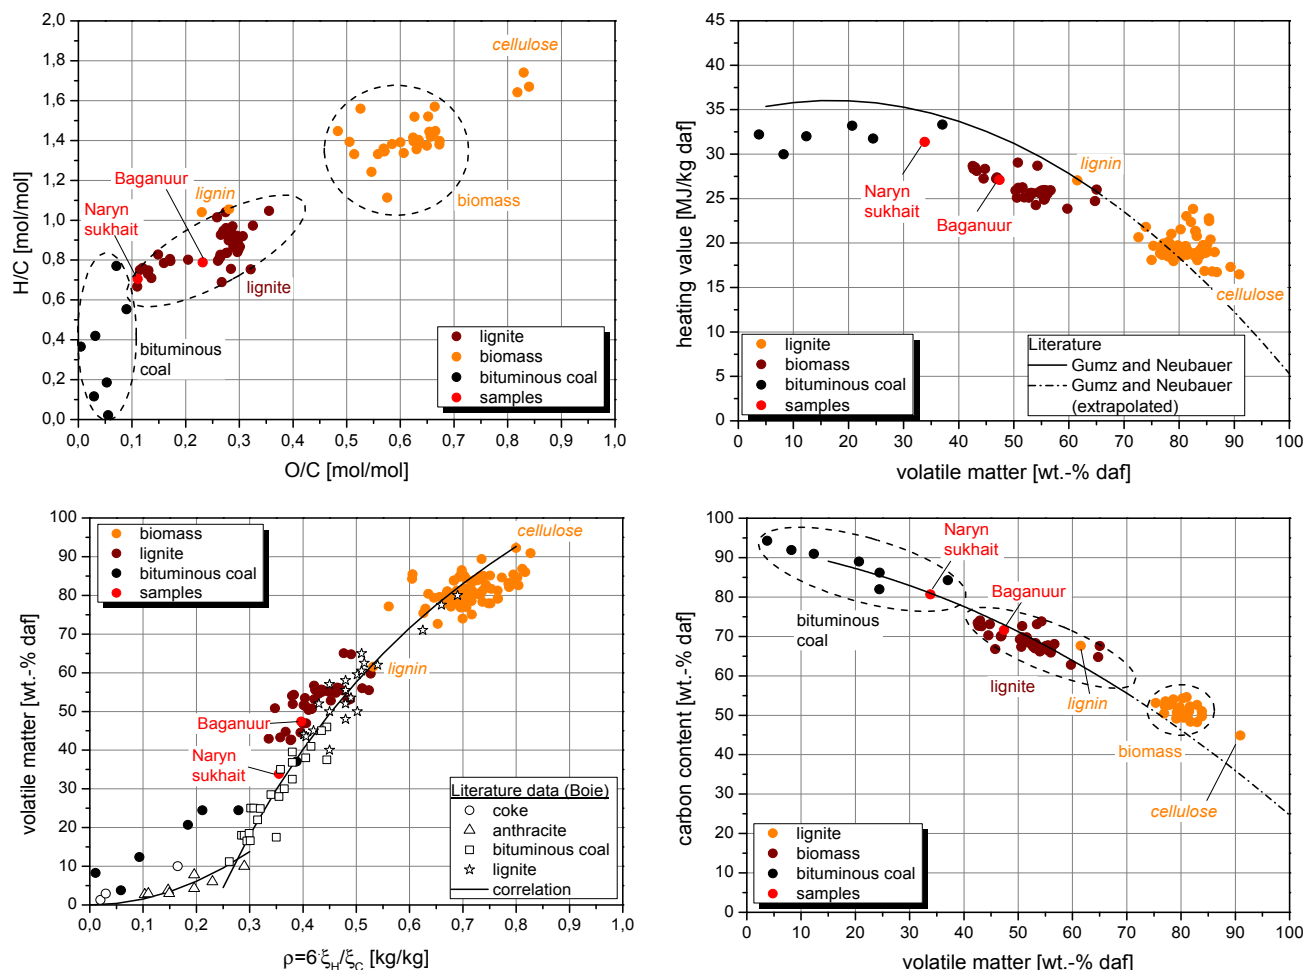 2,0
1,8
1,6
1,4
1,2
1,0
0,8
0,6
0,4
0,2
0,0
H/C [mol/mol]
cellulose
Baganuur
lignin
Naryn
sukhait
biomass
lignite
bituminous
coal
lignite
biomass
bituminous coal
samples
0,0 0,1 0,2 0,3 0,4 0,5 0,6 0,7 0,8 0,9 1,0
O/C [mol/mol]
45
40
35
30
25
20
15
10
5
0
heating value [MJ/kg daf]
lignin
Naryn
sukhait
Baganuur
cellulose
lignite
biomass
bituminous coal
samples
Literature
Gumz and Neubauer
Gumz and Neubauer
(extrapolated)
0 10 20 30 40 50 60 70 80 90 100
volatile matter [wt.-% daf]
100
90
80
70
60
50
40
30
20
10
0
volatile matter [wt.-% daf]
biomass
lignite
bituminous coal
samples
cellulose
lignin
Baganuur
Naryn
sukhait
Literature data (Boie)
coke
anthracite
bituminous coal
lignite
correlation
0,0 0,1 0,2 0,3 0,4 0,5 0,6 0,7 0,8 0,9 1,0
ρ=6·ξH/ξC [kg/kg]
100
90
80
70
60
50
40
30
20
10
0
carbon content [wt.-% daf]
Naryn
sukhait
Baganuur
bituminous
coal
lignite
lignin
biomass
cellulose
lignite
biomass
bituminous coal
samples
0 10 20 30 40 50 60 70 80 90 100
volatile matter [wt.-% daf]